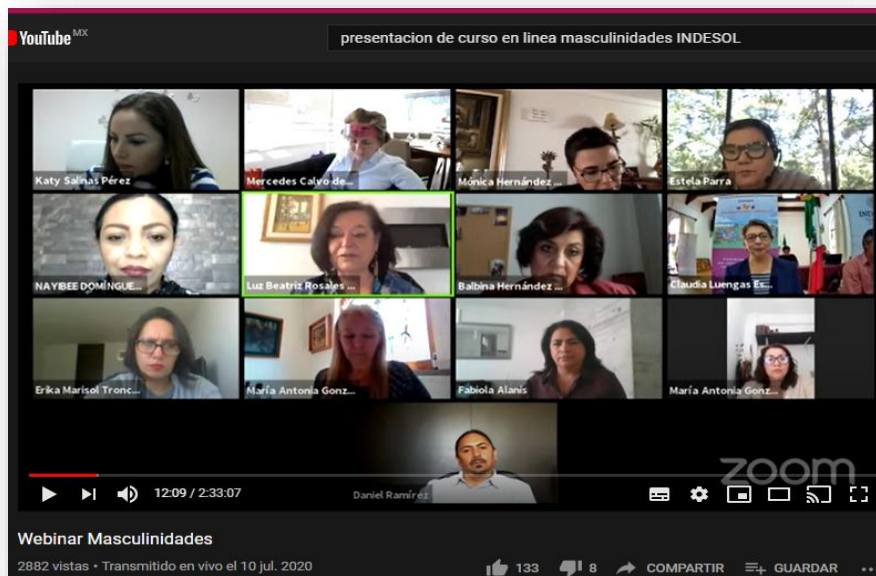 YouTube MX
presentacion de curso en linea masculinidades INDESOL
Katy Salinas Pérez
Mercedes Calvo de...
Mónica Hernández ...
Estela Parra
NAYIBEE DOMÍNGUE...
Luz Beatriz Rosales ...
Balbina Hernández ...
Claudia Luengas Es...
Erika Marisol Tronc...
María Antonia Gonz...
Fabiola Alanís
María Antonia Gonz...
Daniel Ramírez
zoom
12:09 / 2:33:07
Webinar Masculinidades
2882 vistas • Transmitido en vivo el 10 jul. 2020
133
8
COMPARTIR
GUARDAR